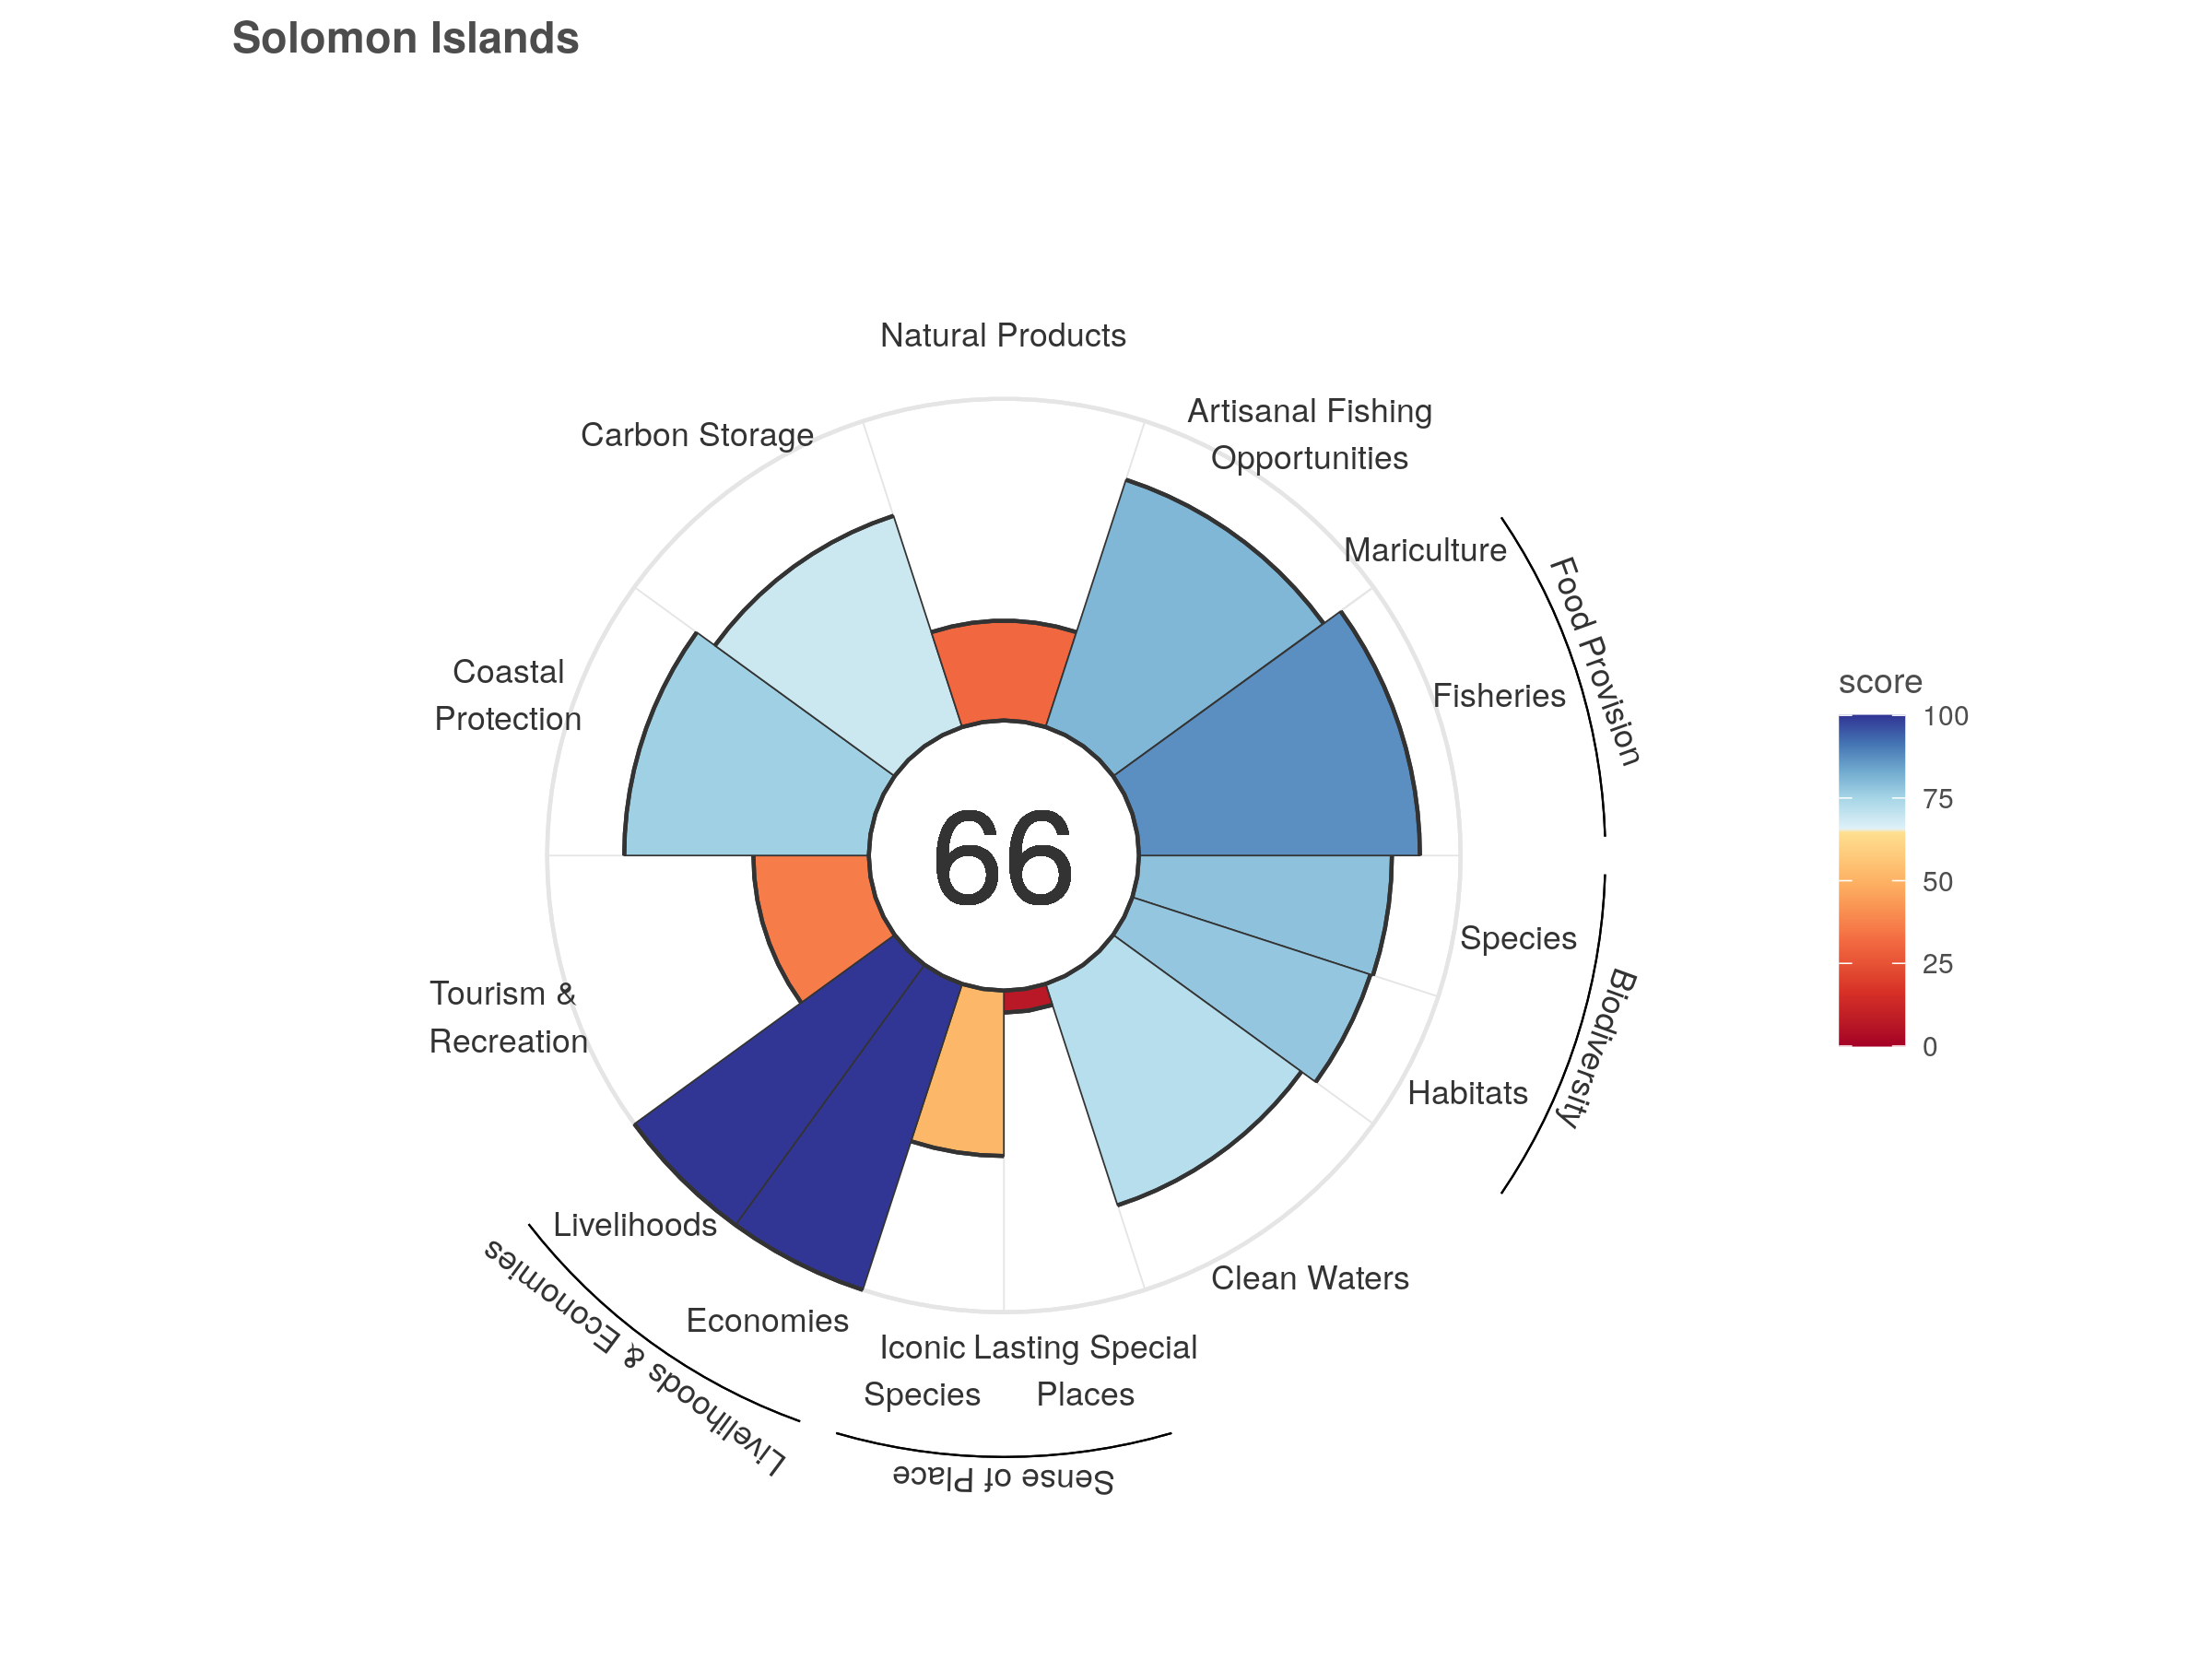 Solomon Islands
Natural Products
Artisanal Fishing
Opportunities
Carbon Storage
Mariculture
Food Provision
Fisheries
Coastal
Protection
score
100
75
50
25
0
66
Species
Biodiversity
Habitats
Tourism &
Recreation
Livelihoods
Economies
Livelihoods & Economies
Clean Waters
Iconic
Species
Lasting Special
Places
Sense of Place